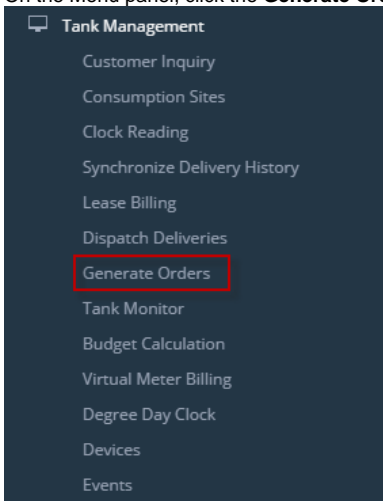 On the Menu panel, click the Generate Or
Tank Management
Customer Inquiry
Consumption Sites
Clock Reading
Synchronize Delivery History
Lease Billing
Dispatch Deliveries
Generate Orders
Tank Monitor
Budget Calculation
Virtual Meter Billing
Degree Day Clock
Devices
Events